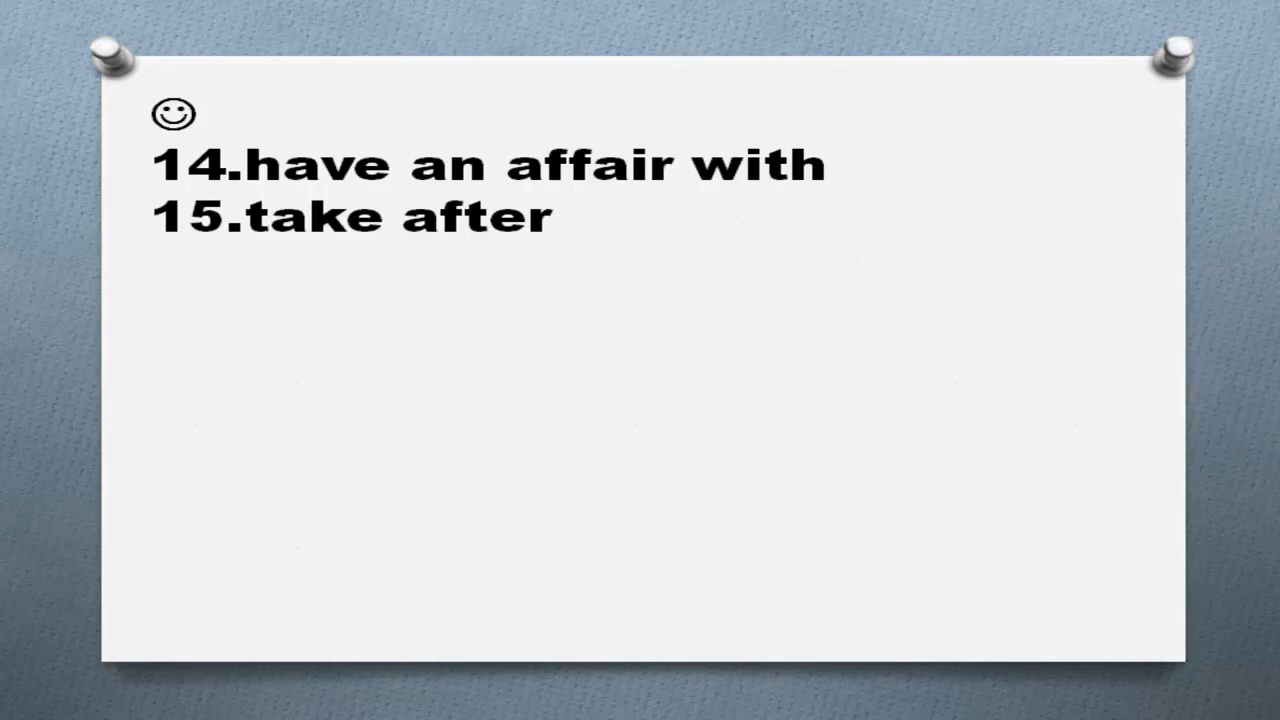 ☺
14.have an affair with
15.take after